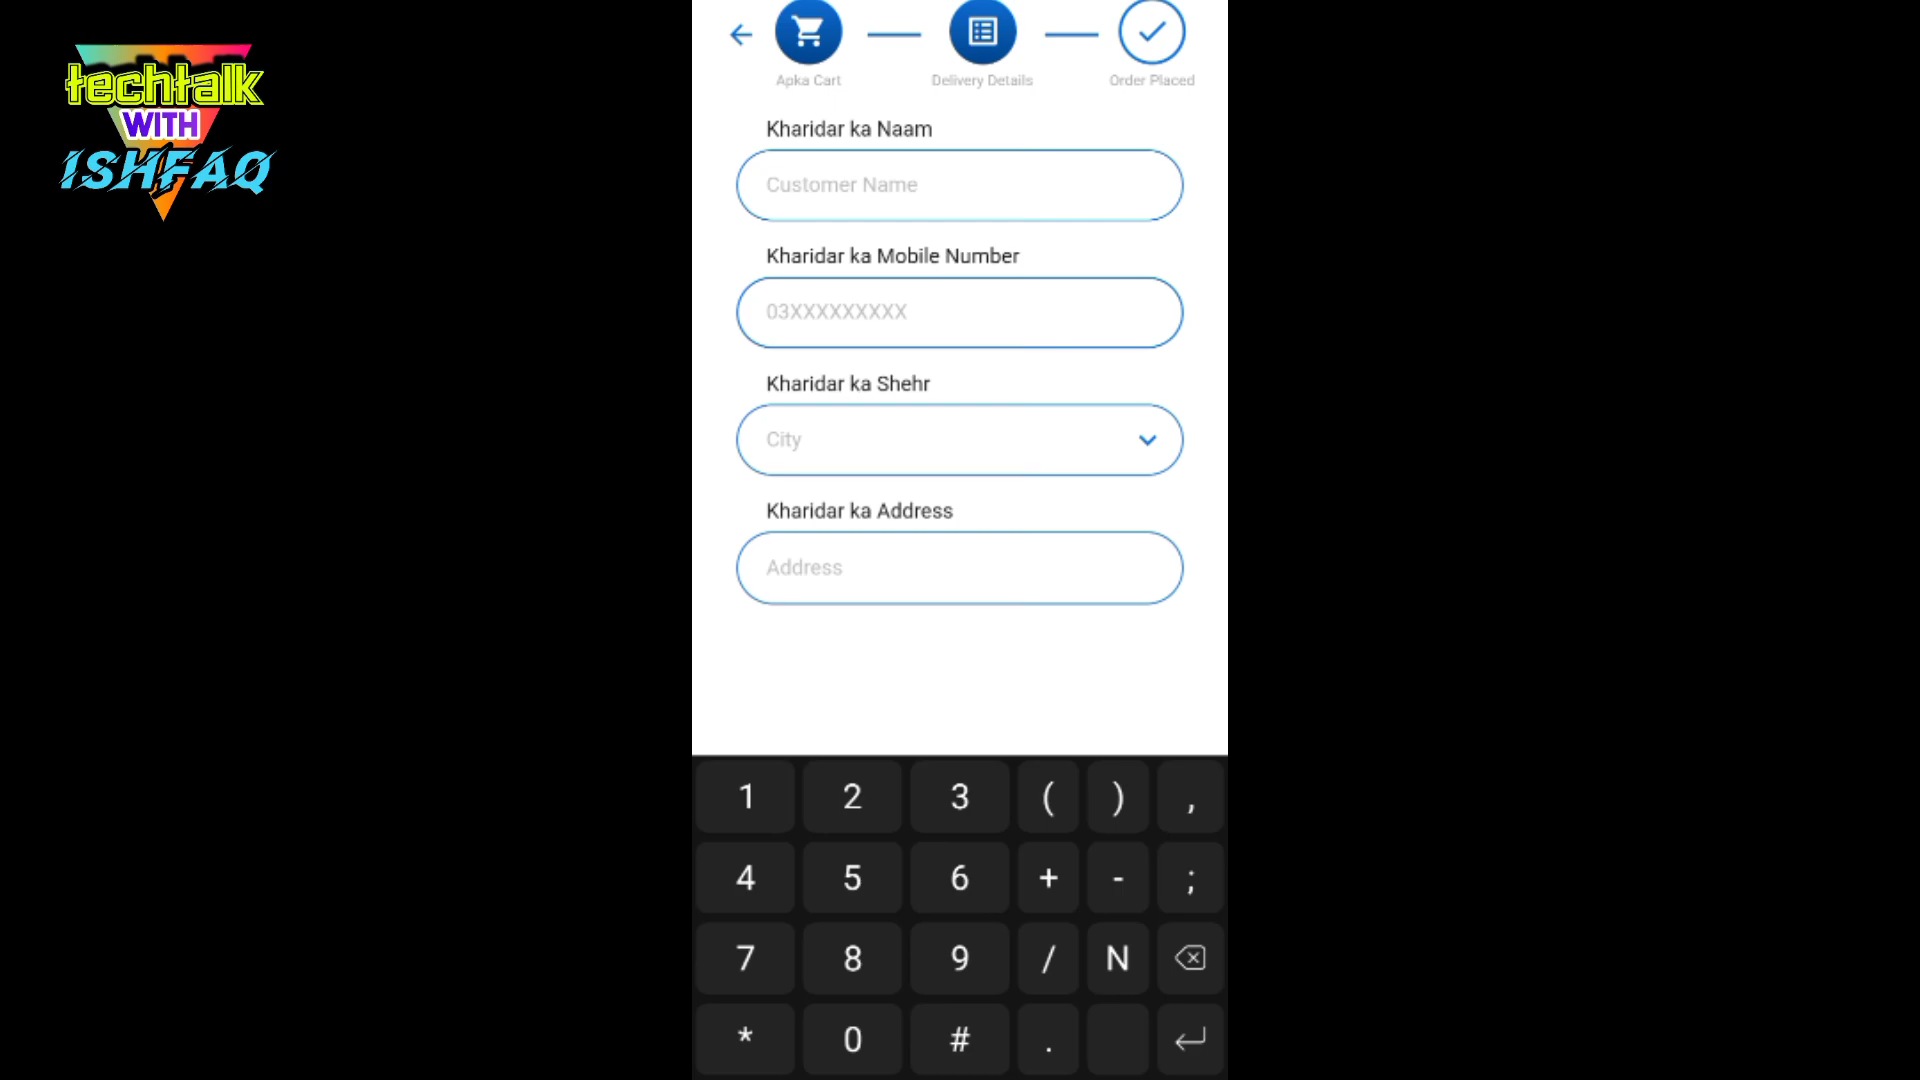 techtalk
WITH
ISHFAQ
Apka Cart
Delivery Details
Order Placed
Kharidar ka Naam
Customer Name
Kharidar ka Mobile Number
03XXXXXXXXX
Kharidar ka Shehr
City
Kharidar ka Address
Address
1 2 3 ( ) ,
4 5 6 + - ;
7 8 9 / N
* 0 # .